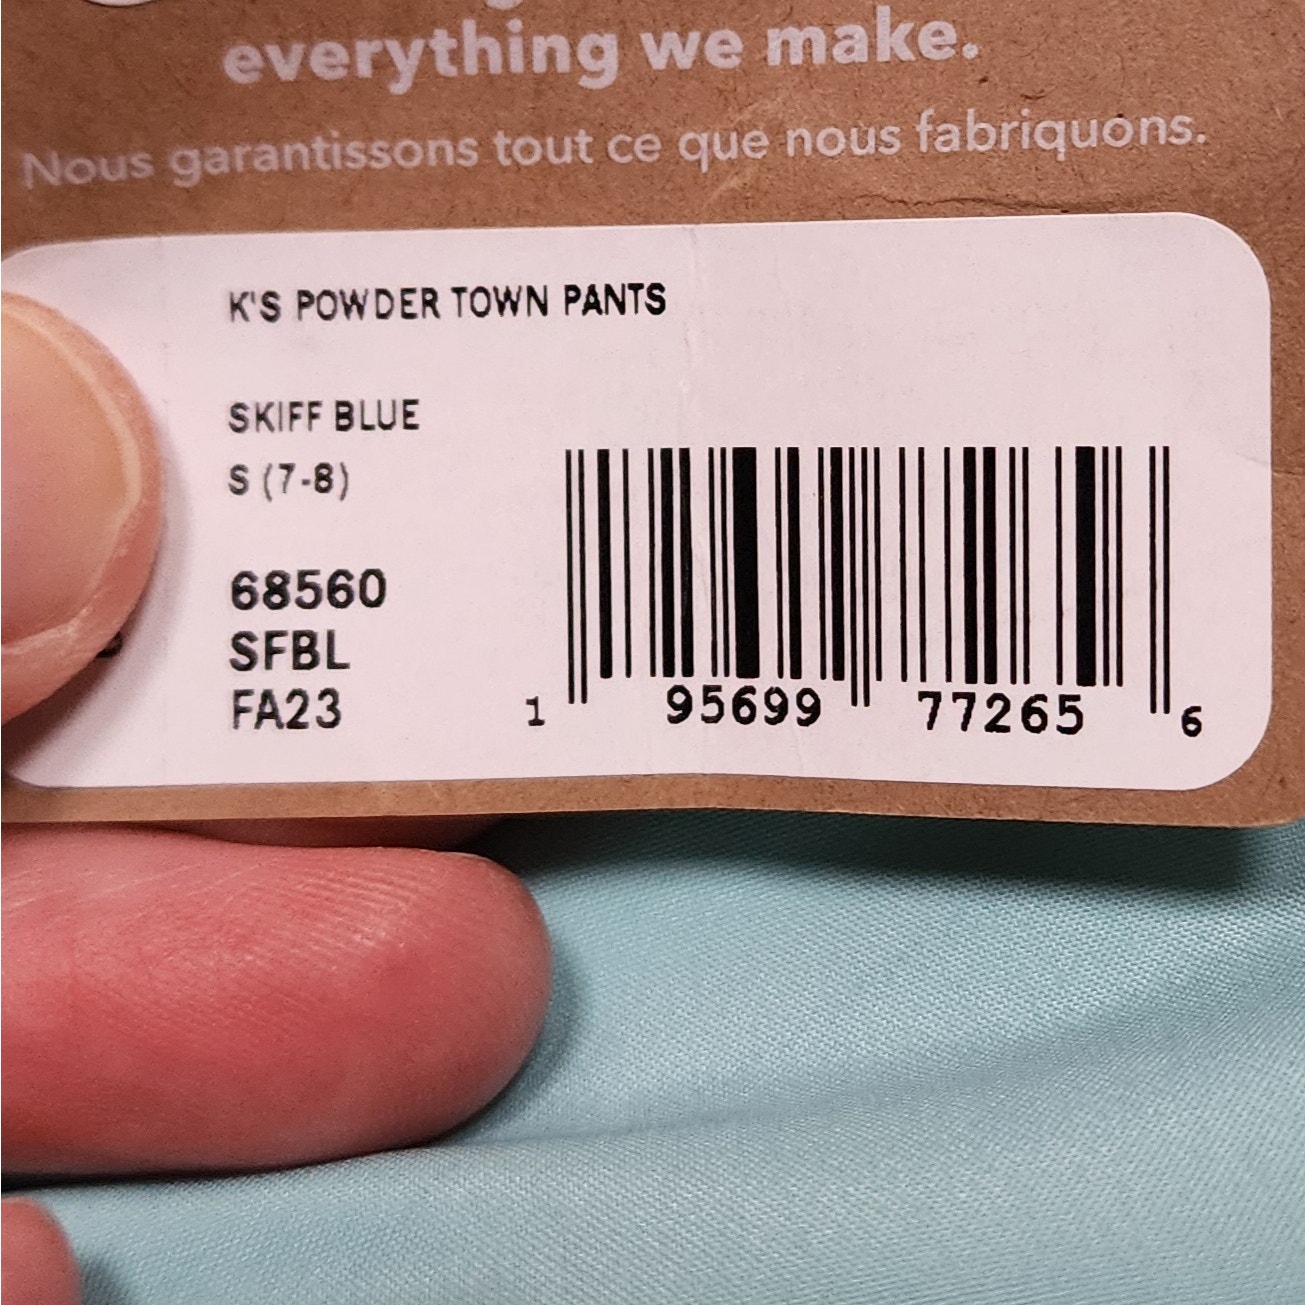 everything we make.
Nous garantissons tout ce que nous fabriquons.
K'S POWDER TOWN PANTS
SKIFF BLUE
S (7-8)
68560
SFBL
FA23
1 95699 77265 6